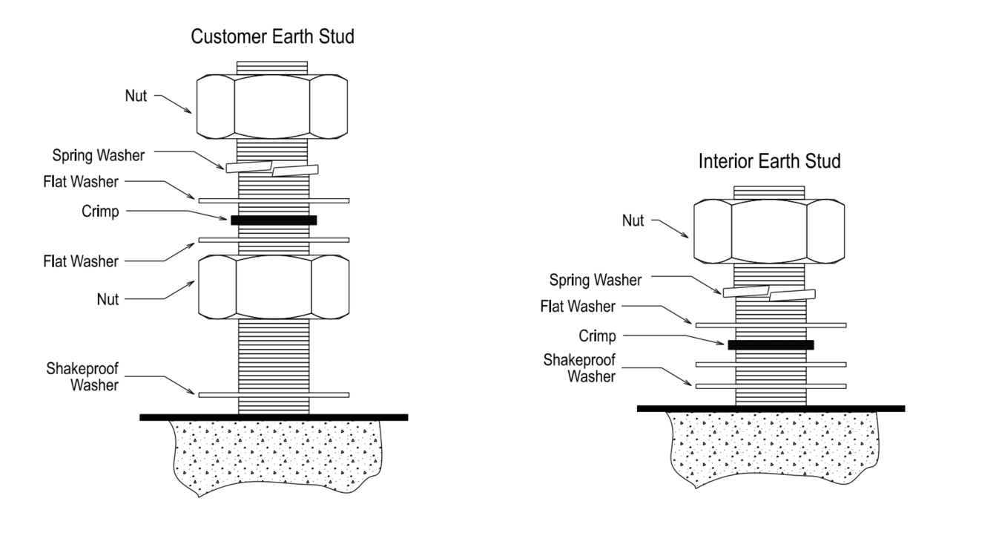 Customer Earth Stud
Nut
Spring Washer
Flat Washer
Crimp
Flat Washer
Nut
Shakeproof
Washer
Interior Earth Stud
Nut
Spring Washer
Flat Washer
Crimp
Shakeproof
Washer